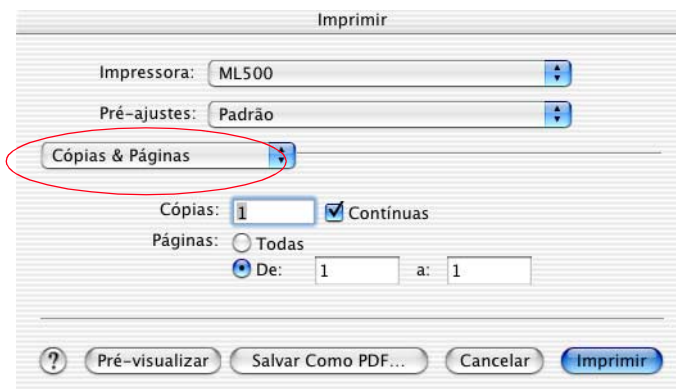 Imprimir
Impressora: ML500
Pré-ajustes: Padrão
Cópias & Páginas
Cópias: 1 Contínuas
Páginas: Todas
De: 1 a: 1
? Pré-visualizar Salvar Como PDF... Cancelar Imprimir